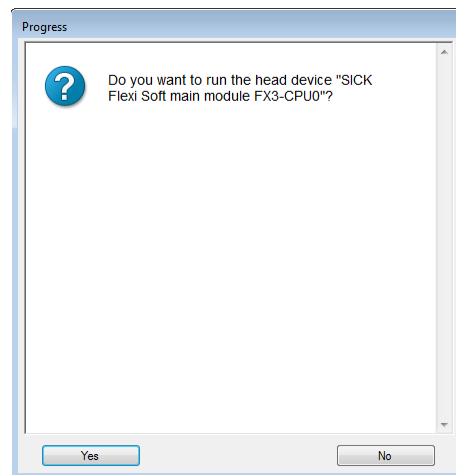 Progress
Do you want to run the head device "SICK
Flexi Soft main module FX3-CPU0"?
Yes
No